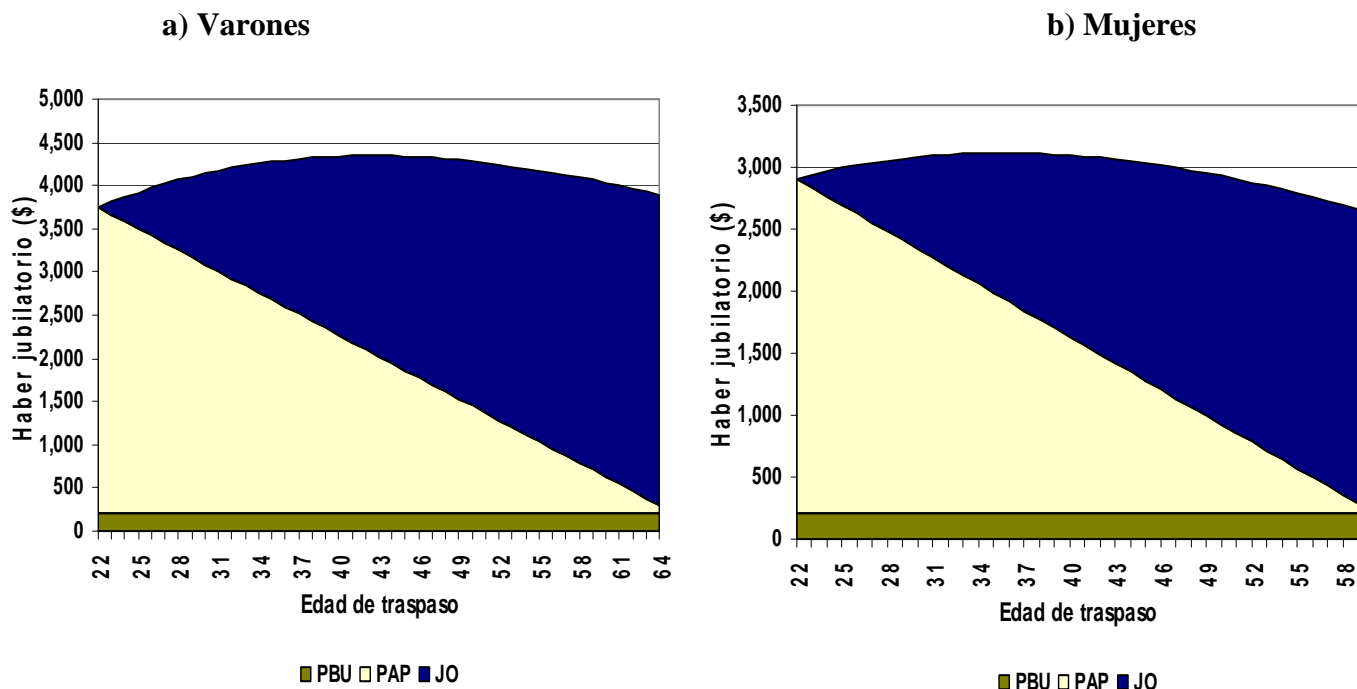 a) Varones
Haber jubilatorio ($)
5,000
4,500
4,000
3,500
3,000
2,500
2,000
1,500
1,000
500
0
22 25 28 31 34 37 40 43 46 49 52 55 58 61 64
Edad de traspaso
PBU PAP JO
b) Mujeres
Haber jubilatorio ($)
3,500
3,000
2,500
2,000
1,500
1,000
500
0
22 25 28 31 34 37 40 43 46 49 52 55 58
Edad de traspaso
PBU PAP JO